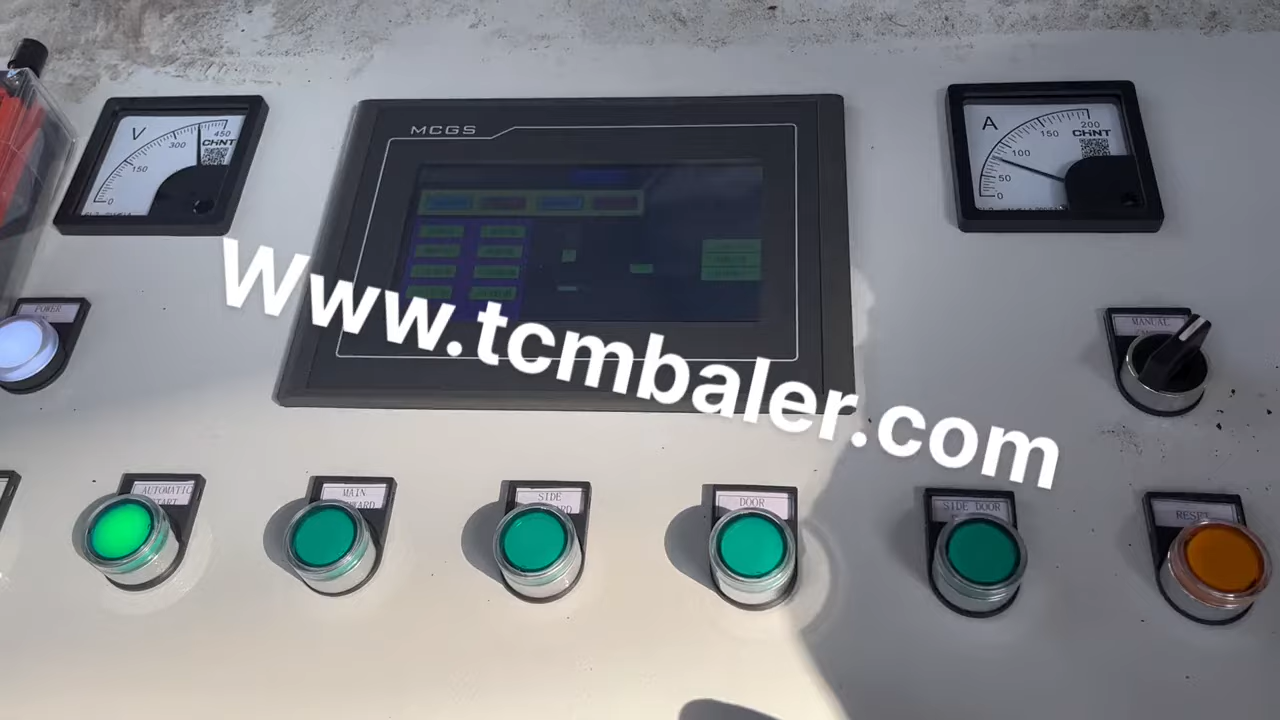 MCGS
V
150
300
450
CHNT
0
A
200
150
100
50
0
CHNT
POWER
MANUAL
Www.tcmbaler.com
AUTOMATIC
START
MAIN
SIDE
DOOR
SIDE DOOR
RESET